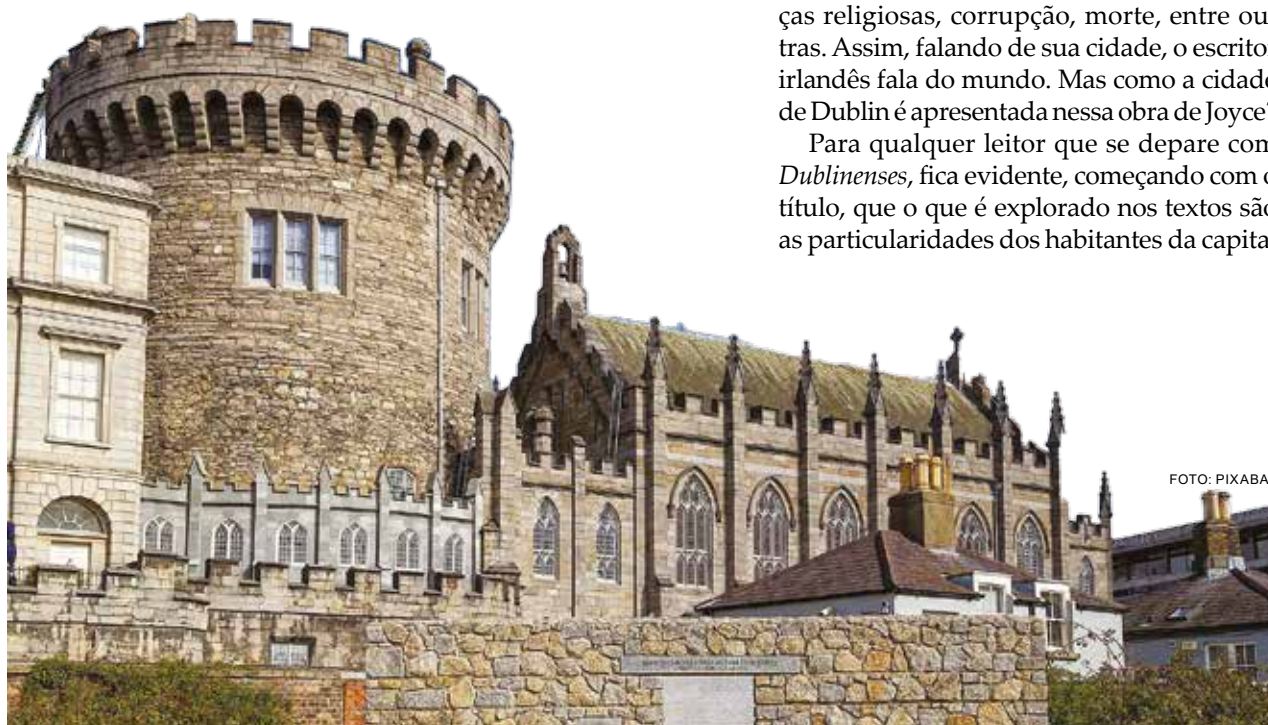 ças religiosas, corrupção, morte, entre ou-
tras. Assim, falando de sua cidade, o escritor
irlandês fala do mundo. Mas como a cidade
de Dublin é apresentada nessa obra de Joyce?
Para qualquer leitor que se depare com
Dublinenses, fica evidente, começando com o
título, que o que é explorado nos textos são
as particularidades dos habitantes da capita
FOTO: PIXABA